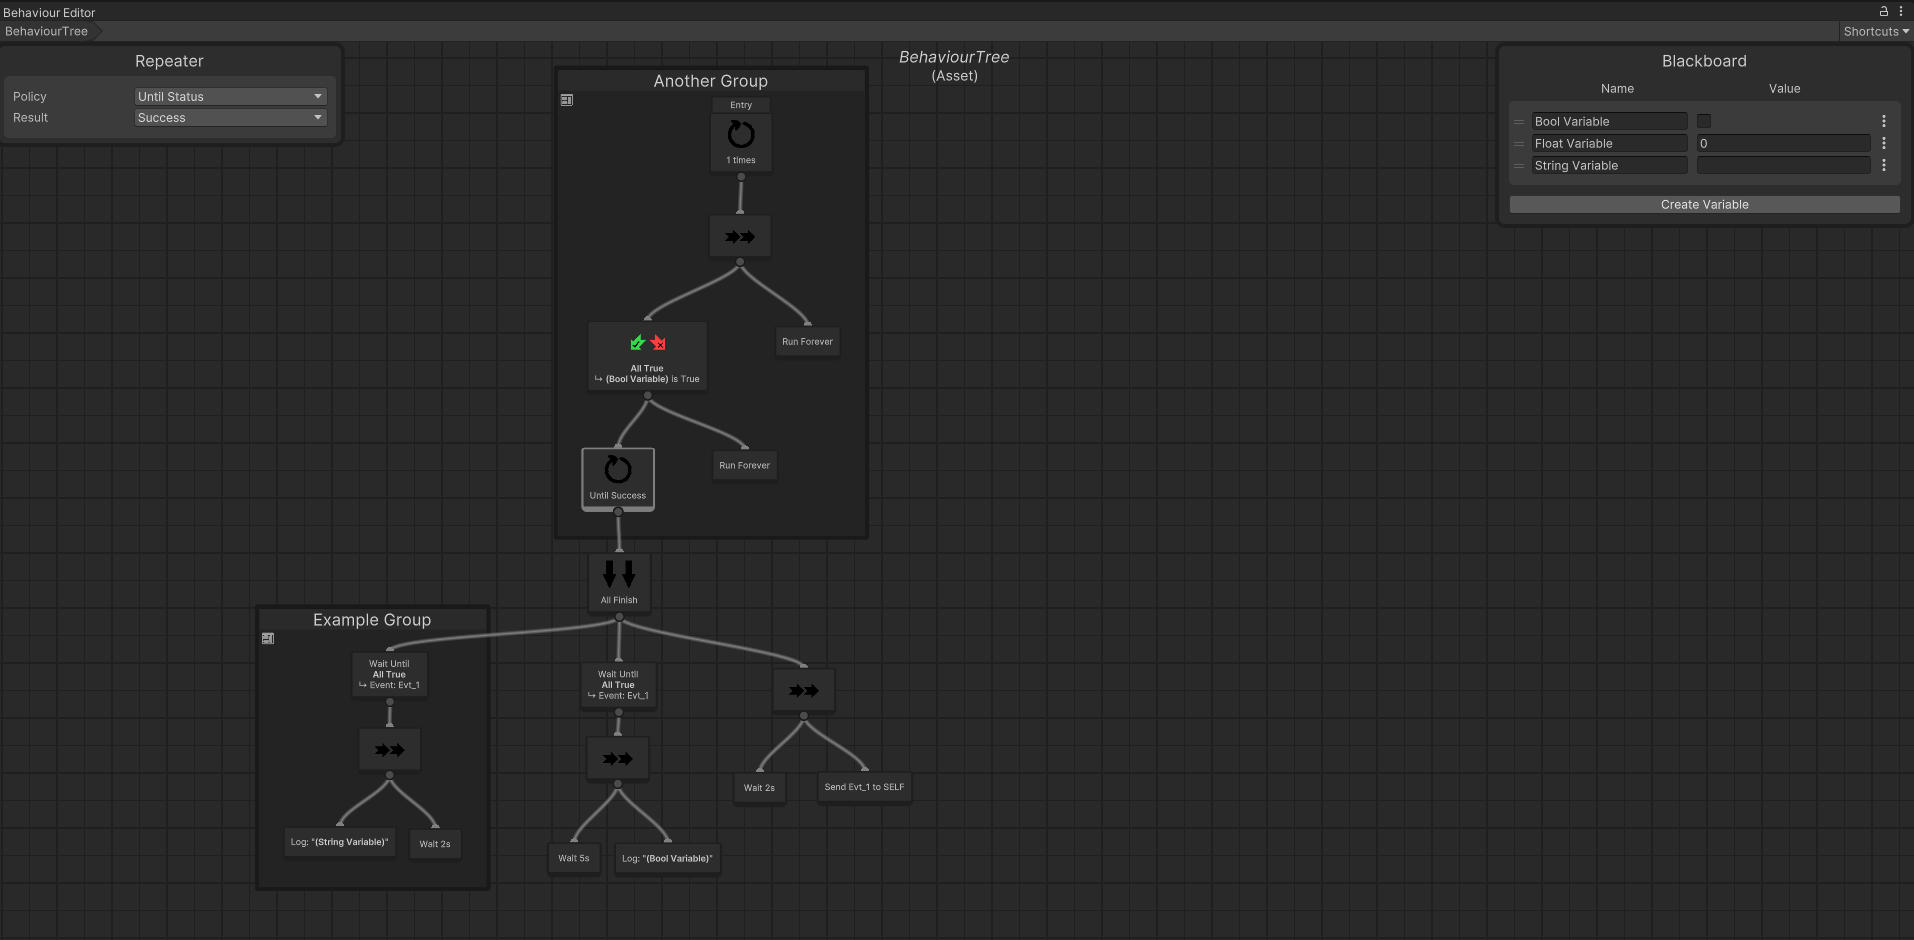 Behaviour Editor
BehaviourTree
Shortcuts
Repeater
Policy
Until Status
Result
Success
BehaviourTree
(Asset)
Blackboard
Name Value
Bool Variable
Float Variable 0
String Variable
Create Variable
Another Group
Entry
1 times
Run Forever
All True
↳ (Bool Variable) is True
Run Forever
Until Success
All Finish
Example Group
Wait Until
All True
↳ Event: Evt_1
Log: "(String Variable)"
Wait 2s
Wait Until
All True
↳ Event: Evt_1
Wait 5s
Log: "(Bool Variable)"
Wait 2s
Send Evt_1 to SELF